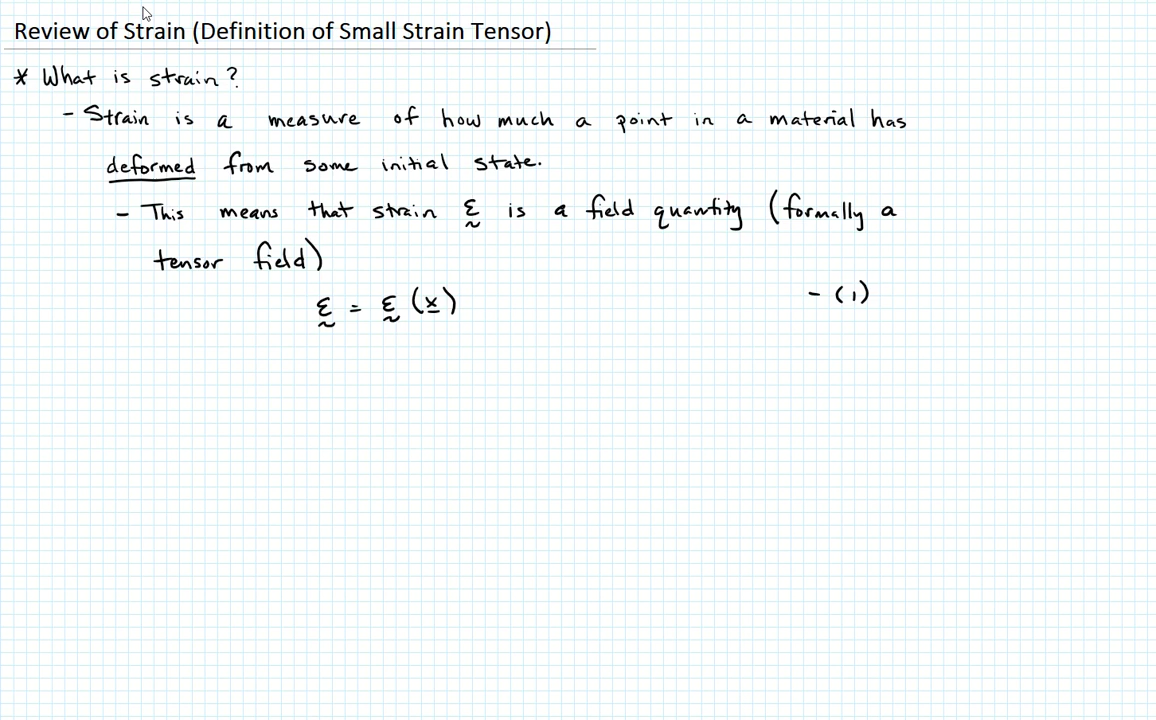 Review of Strain (Definition of Small Strain Tensor)
* What is strain?
- Strain is a measure of how much a point in a material has
deformed from some initial state.
- This means that strain ε̰ is a field quantity (formally a
tensor field)
ε̰ = ε̰ (x̲) - (1)